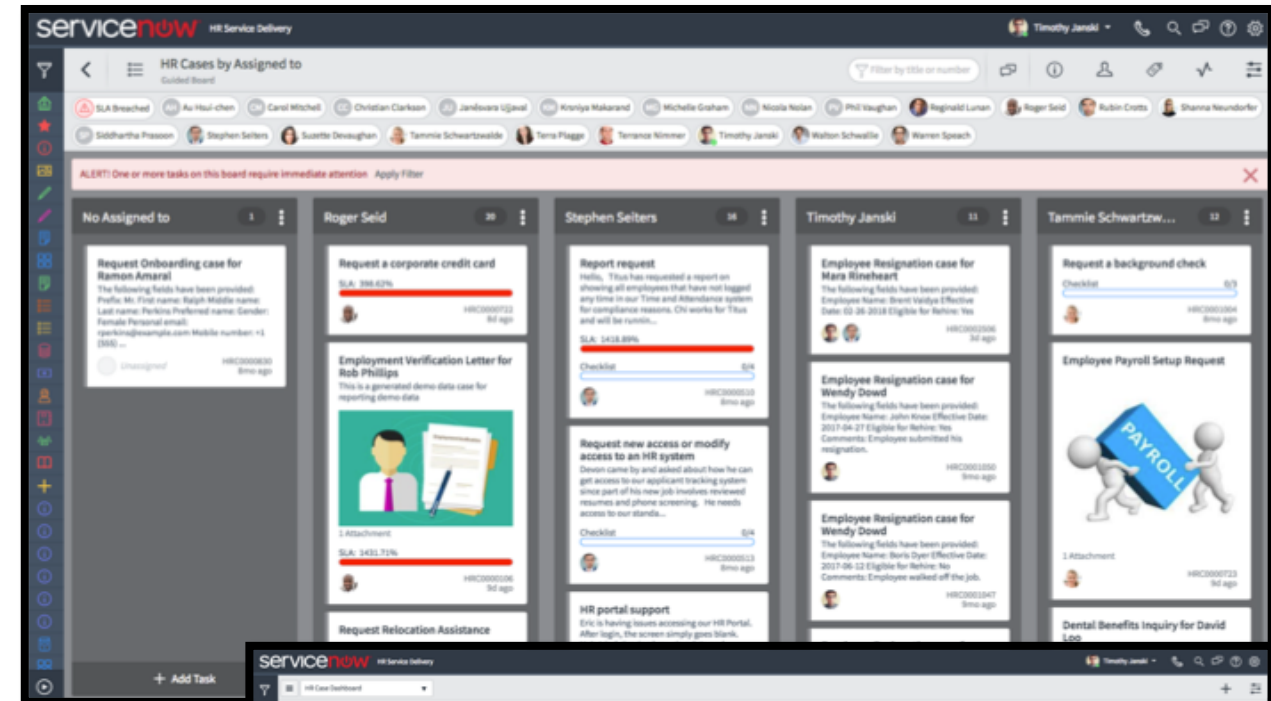 servicenow HR Service Delivery
Timothy Janski
HR Cases by Assigned to
Guided Board
Filter by title or number
SLA Breached
Au Hsui-chen
Carol Mitchell
Christian Clarkson
Janilsvara Ujjaval
Kroniya Makarand
Michelle Graham
Nicola Nolan
Phil Vaughan
Reginald Lunan
Roger Seid
Rubin Crotts
Shanna Neundorfer
Siddhartha Prasoon
Stephen Seiters
Suzette Devaughan
Tammie Schwartzwalde
Terra Plagge
Terrance Nimmer
Timothy Janski
Walton Schwallie
Warren Speach
ALERT! One or more tasks on this board require immediate attention Apply Filter
No Assigned to 1
Request Onboarding case for
Ramon Amaral
The following fields have been provided:
Prefix: Mr. First name: Ralph Middle name:
Last name: Perkins Preferred name: Gender:
Female Personal email:
rperkins@example.com Mobile number: +1
(555) ...
Unassigned
HRC0000830
8mo ago
+ Add Task
Roger Seid 20
Request a corporate credit card
SLA: 398.62%
HRC0000722
8d ago
Employment Verification Letter for
Rob Phillips
This is a generated demo data case for
reporting demo data
1 Attachment
SLA: 1431.71%
HRC0000106
9d ago
Request Relocation Assistance
Stephen Seiters 16
Report request
Hello, Titus has requested a report on
showing all employees that have not logged
any time in our Time and Attendance system
for compliance reasons. Chi works for Titus
and will be runnin...
SLA: 1418.89%
Checklist 0/4
HRC0000510
8mo ago
Request new access or modify
access to an HR system
Devon came by and asked about how he can
get access to our applicant tracking system
since part of his new job involves reviewed
resumes and phone screening. He needs
access to our standa...
Checklist 0/4
HRC0000513
8mo ago
HR portal support
Eric is having issues accessing our HR Portal.
After login, the screen simply goes blank.
Timothy Janski 11
Employee Resignation case for
Mara Rineheart
The following fields have been provided:
Employee Name: Brent Vaidya Effective
Date: 02-26-2018 Eligible for Rehire: Yes
3d ago
Employee Resignation case for
Wendy Dowd
The following fields have been provided:
Employee Name: John Knox Effective Date:
2017-04-27 Eligible for Rehire: Yes
Comments: Employee submitted his
resignation.
HRC0001050
9mo ago
Employee Resignation case for
Wendy Dowd
The following fields have been provided:
Employee Name: Boris Dyer Effective Date:
2017-06-12 Eligible for Rehire: No
Comments: Employee walked off the job.
HRC0001047
9mo ago
Tammie Schwartzw... 12
Request a background check
Checklist 0/3
HRC0001004
8mo ago
Employee Payroll Setup Request
PAYROLL
1 Attachment
HRC0000723
9d ago
Dental Benefits Inquiry for David
Loo
servicenow HR Service Delivery
Timothy Janski
HR Case Dashboard